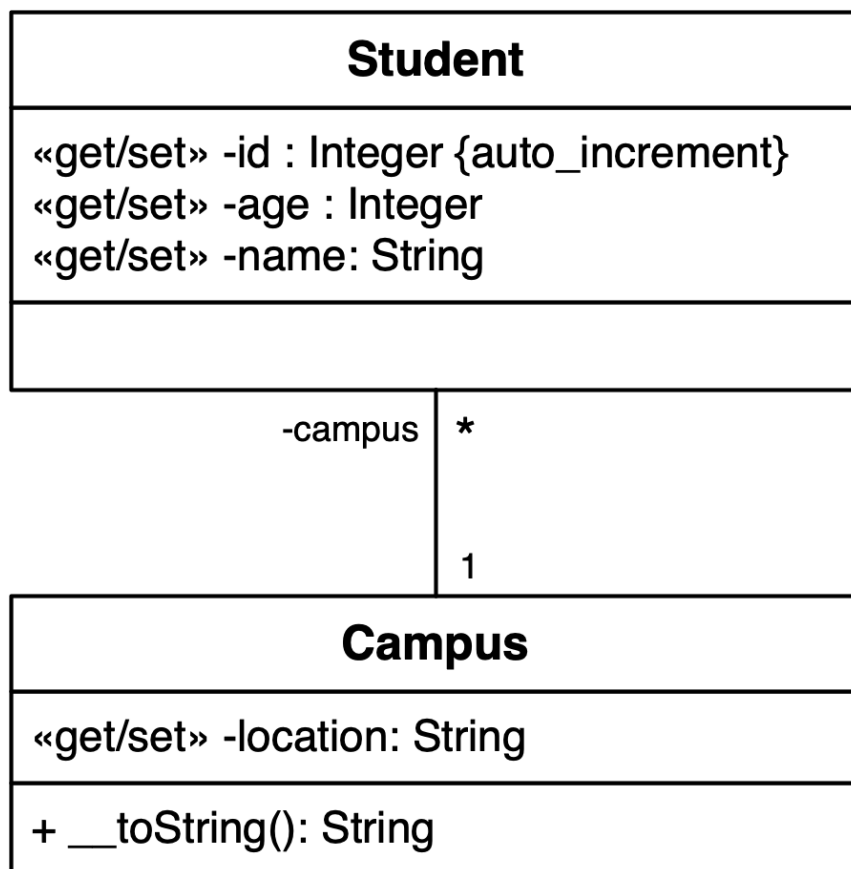 Student
«get/set» -id : Integer {auto_increment}
«get/set» -age : Integer
«get/set» -name: String
-campus *
1
Campus
«get/set» -location: String
+ __toString(): String